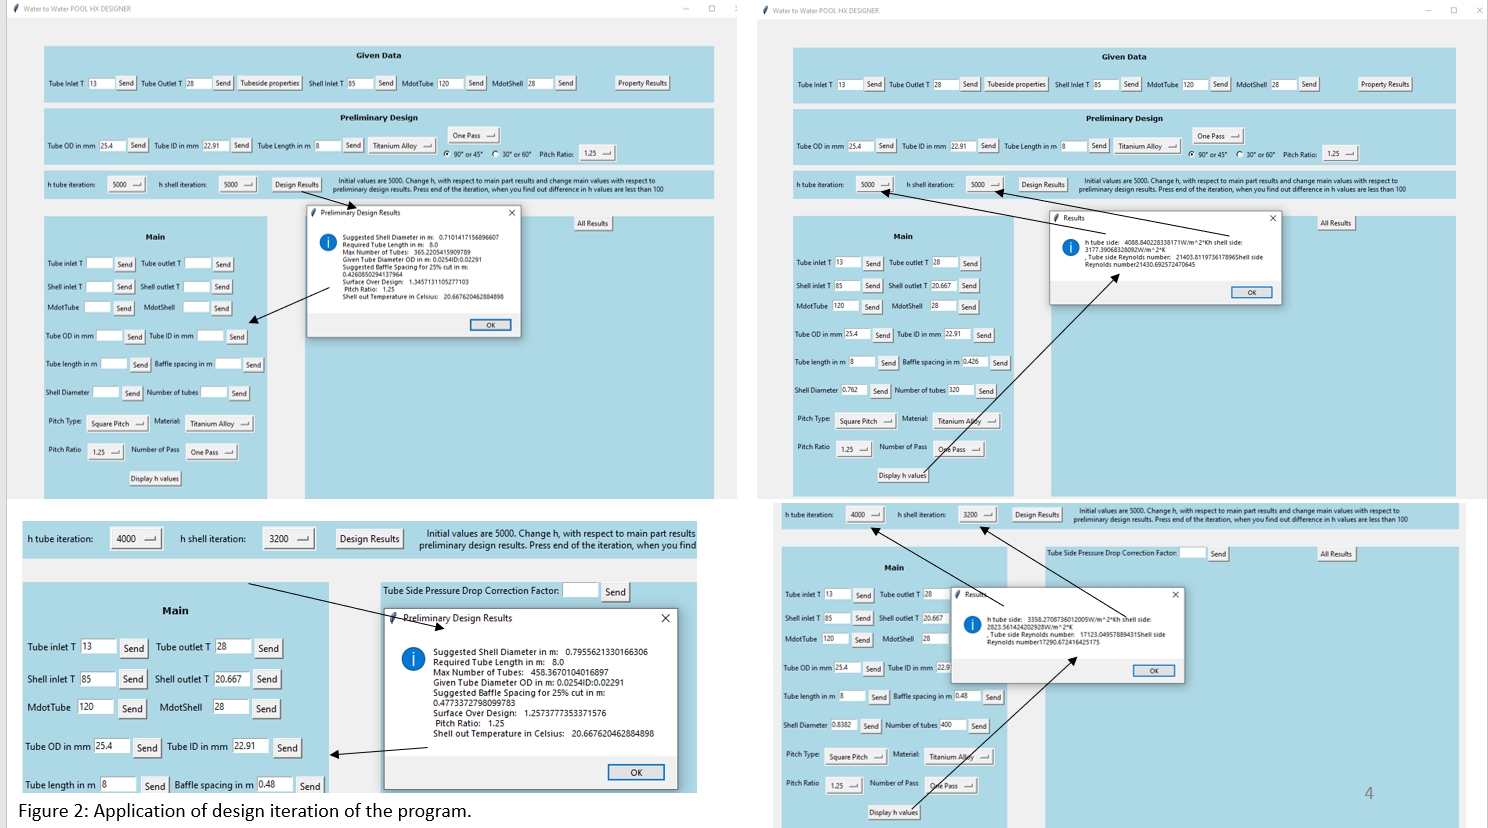 Water to Water POOL HX DESIGNER
Given Data
Tube Inlet T 13 Send Tube Outlet T 28 Send Tubeside properties Shell Inlet T 85 Send MdotTube 120 Send MdotShell 28 Send Property Results
Preliminary Design
One Pass
Tube OD in mm 25.4 Send Tube ID in mm 22.91 Send Tube Length in m 8 Send Titanium Alloy
90° or 45° 30° or 60° Pitch Ratio: 1.25
h tube iteration: 5000 h shell iteration: 5000 Design Results
Initial values are 5000. Change h, with respect to main part results and change main values with respect to
preliminary design results. Press end of the iteration, when you find out difference in h values are less than 100
All Results
Main
Tube inlet T Send Tube outlet T Send
Shell inlet T Send Shell outlet T Send
MdotTube Send MdotShell Send
Tube OD in mm Send Tube ID in mm Send
Tube length in m Send Baffle spacing in m Send
Shell Diameter Send Number of tubes Send
Pitch Type: Square Pitch Material: Titanium Alloy
Pitch Ratio 1.25 Number of Pass One Pass
Display h values
Preliminary Design Results
Suggested Shell Diameter in m: 0.7101417156896607
Required Tube Length in m: 8.0
Max Number of Tubes: 365.2205415909789
Given Tube Diameter OD in m: 0.0254ID:0.02291
Suggested Baffle Spacing for 25% cut in m:
0.4260850294137964
Surface Over Design: 1.3457131105277103
Pitch Ratio: 1.25
Shell out Temperature in Celsius: 20.667620462884898
OK
Water to Water POOL HX DESIGNER
Given Data
Tube Inlet T 13 Send Tube Outlet T 28 Send Tubeside properties Shell Inlet T 85 Send MdotTube 120 Send MdotShell 28 Send Property Results
Preliminary Design
One Pass
Tube OD in mm 25.4 Send Tube ID in mm 22.91 Send Tube Length in m 8 Send Titanium Alloy
90° or 45° 30° or 60° Pitch Ratio: 1.25
h tube iteration: 5000 h shell iteration: 5000 Design Results
Initial values are 5000. Change h, with respect to main part results and change main values with respect to
preliminary design results. Press end of the iteration, when you find out difference in h values are less than 100
All Results
Main
Tube inlet T 13 Send Tube outlet T 28 Send
Shell inlet T 85 Send Shell outlet T 20.667 Send
MdotTube 120 Send MdotShell 28 Send
Tube OD in mm 25.4 Send Tube ID in mm 22.91 Send
Tube length in m 8 Send Baffle spacing in m 0.426 Send
Shell Diameter 0.762 Send Number of tubes 320 Send
Pitch Type: Square Pitch Material: Titanium Alloy
Pitch Ratio 1.25 Number of Pass One Pass
Display h values
Results
h tube side: 4088.840228338171W/m^2*Kh shell side:
3177.39068328092W/m^2*K
, Tube side Reynolds number: 21403.8119736178965Shell side
Reynolds number21430.692572470645
OK
h tube iteration: 4000 h shell iteration: 3200 Design Results
Initial values are 5000. Change h, with respect to main part results
preliminary design results. Press end of the iteration, when you find
Tube Side Pressure Drop Correction Factor: Send
Main
Tube inlet T 13 Send Tube outlet T 28 Send
Shell inlet T 85 Send Shell outlet T 20.667 Send
MdotTube 120 Send MdotShell 28 Send
Tube OD in mm 25.4 Send Tube ID in mm 22.91 Send
Tube length in m 8 Send Baffle spacing in m 0.48 Send
Preliminary Design Results
Suggested Shell Diameter in m: 0.7955621330166306
Required Tube Length in m: 8.0
Max Number of Tubes: 458.3670104016897
Given Tube Diameter OD in m: 0.0254ID:0.02291
Suggested Baffle Spacing for 25% cut in m:
0.4773372798099783
Surface Over Design: 1.2573777353371576
Pitch Ratio: 1.25
Shell out Temperature in Celsius: 20.667620462884898
OK
Figure 2: Application of design iteration of the program.
h tube iteration: 4000 h shell iteration: 3200 Design Results
Initial values are 5000. Change h, with respect to main part results and change main values with respect to
preliminary design results. Press end of the iteration, when you find out difference in h values are less than 100
Tube Side Pressure Drop Correction Factor: Send All Results
Main
Tube inlet T 13 Send Tube outlet T 28
Shell inlet T 85 Send Shell outlet T 20.667
MdotTube 120 Send MdotShell 28
Tube OD in mm 25.4 Send Tube ID in mm 22.9
Tube length in m 8 Send Baffle spacing in m 0.48 Send
Shell Diameter 0.8382 Send Number of tubes 400 Send
Pitch Type: Square Pitch Material: Titanium Alloy
Pitch Ratio 1.25 Number of Pass One Pass
Display h values
Results
h tube side: 3358.2708736012005W/m^2*Kh shell side:
2823.561424202928W/m^2*K
, Tube side Reynolds number: 17123.049578894315Shell side
Reynolds number17290.672416425175
OK
4